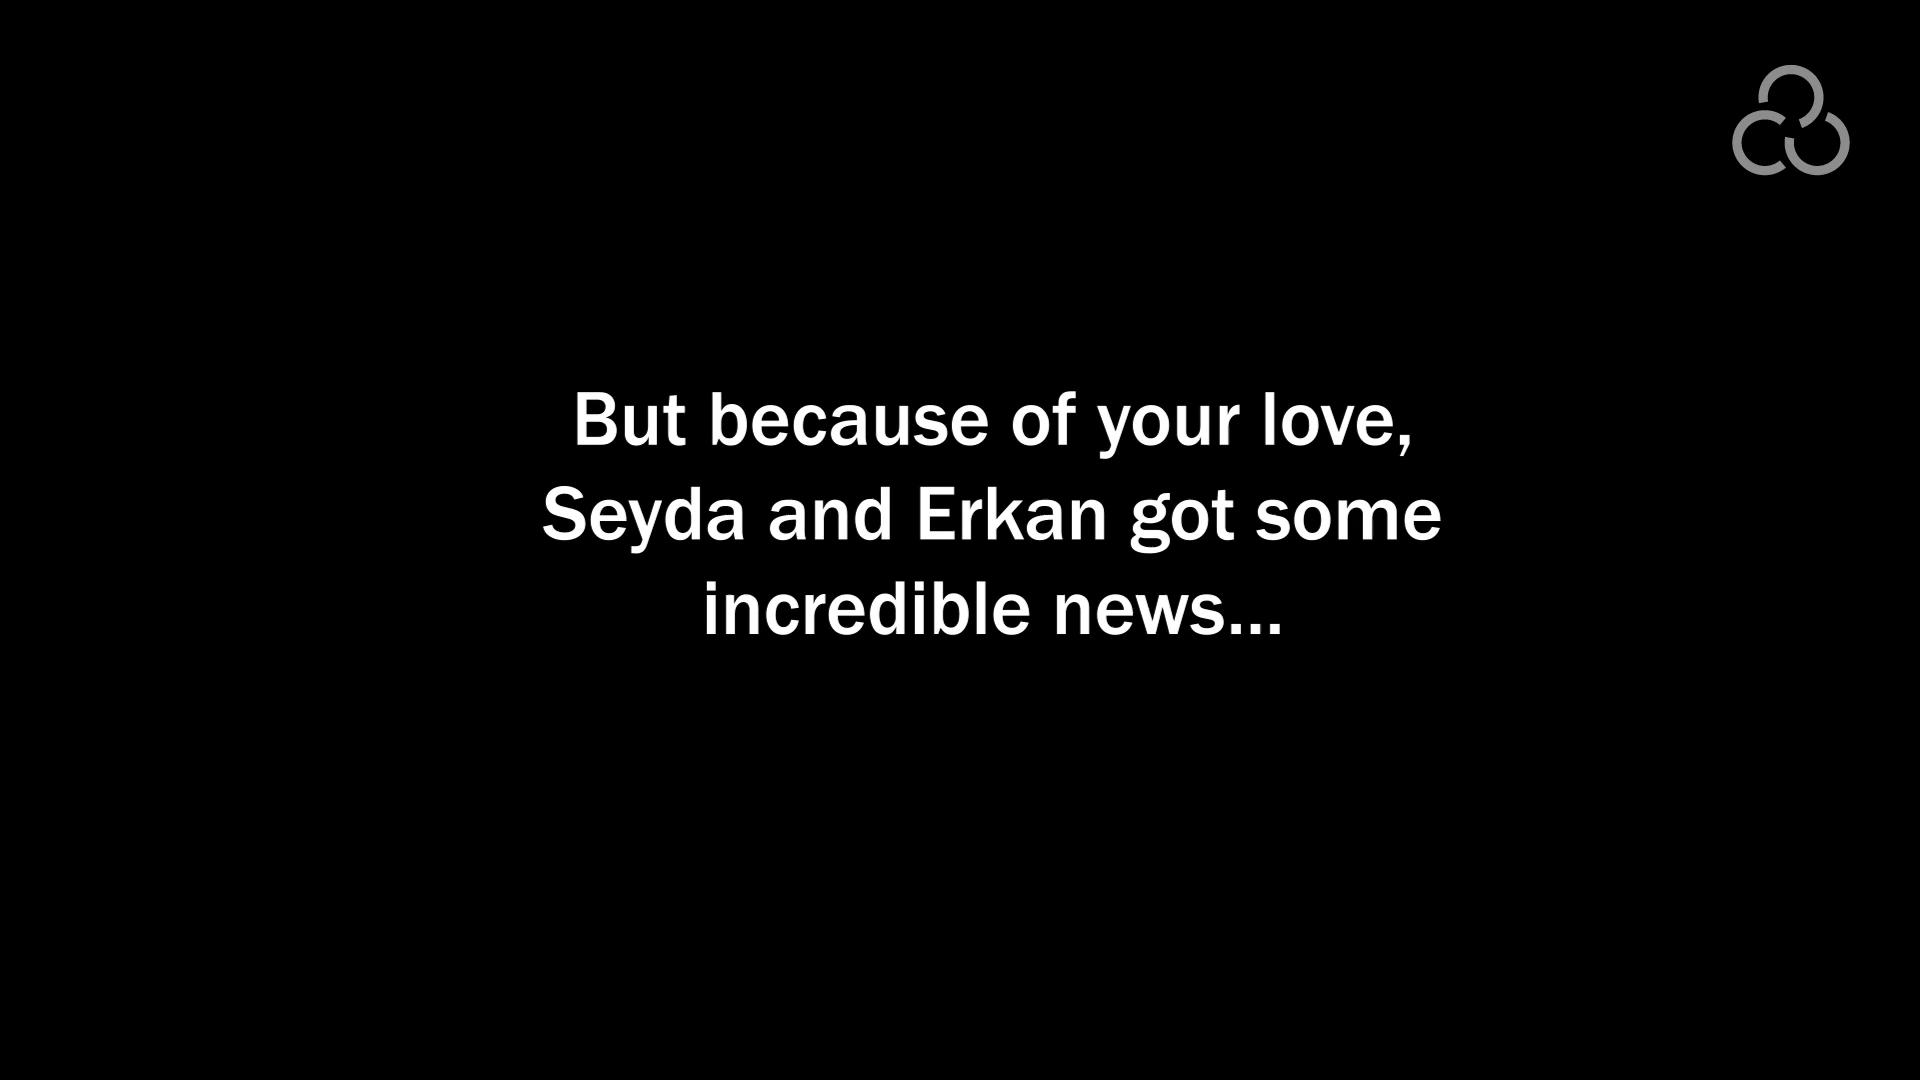 But because of your love,
Seyda and Erkan got some
incredible news...